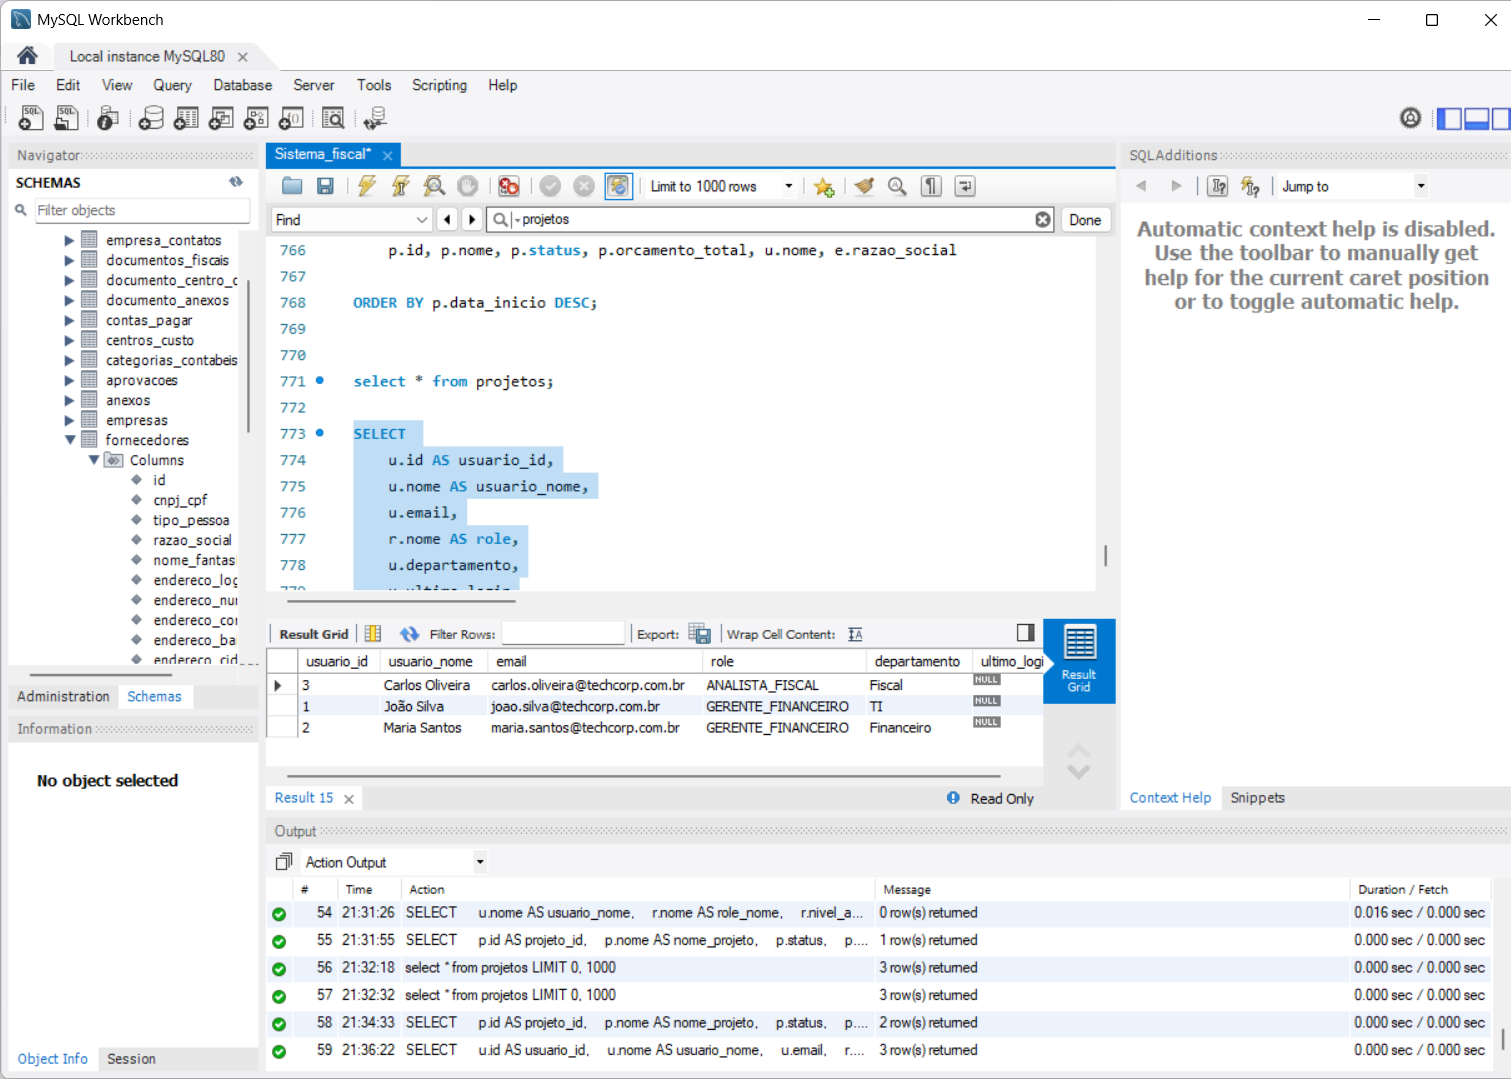 MySQL Workbench
Local instance MySQL80
File Edit View Query Database Server Tools Scripting Help
Navigator
SCHEMAS
Filter objects
empresa_contatos
documentos_fiscais
documento_centro_c
documento_anexos
contas_pagar
centros_custo
categorias_contabeis
aprovacoes
anexos
empresas
fornecedores
Columns
id
cnpj_cpf
tipo_pessoa
razao_social
nome_fantas
endereco_log
endereco_nur
endereco_cor
endereco_bai
endereco_cid
Administration Schemas
Information
No object selected
Object Info Session
Sistema_fiscal*
Limit to 1000 rows
Find projetos Done
766 p.id, p.nome, p.status, p.orcamento_total, u.nome, e.razao_social
767
768 ORDER BY p.data_inicio DESC;
769
770
771 select * from projetos;
772
773 SELECT
774 u.id AS usuario_id,
775 u.nome AS usuario_nome,
776 u.email,
777 r.nome AS role,
778 u.departamento,
779 u.ultimo_login
Result Grid Filter Rows: Export: Wrap Cell Content:
usuario_id usuario_nome email role departamento ultimo_logi
3 Carlos Oliveira carlos.oliveira@techcorp.com.br ANALISTA_FISCAL Fiscal NULL
1 João Silva joao.silva@techcorp.com.br GERENTE_FINANCEIRO TI NULL
2 Maria Santos maria.santos@techcorp.com.br GERENTE_FINANCEIRO Financeiro NULL
Result
Grid
Result 15 Read Only
SQLAdditions
Jump to
Automatic context help is disabled.
Use the toolbar to manually get
help for the current caret position
or to toggle automatic help.
Context Help Snippets
Output
Action Output
# Time Action Message Duration / Fetch
54 21:31:26 SELECT u.nome AS usuario_nome, r.nome AS role_nome, r.nivel_a... 0 row(s) returned 0.016 sec / 0.000 sec
55 21:31:55 SELECT p.id AS projeto_id, p.nome AS nome_projeto, p.status, p.... 1 row(s) returned 0.000 sec / 0.000 sec
56 21:32:18 select * from projetos LIMIT 0, 1000 3 row(s) returned 0.000 sec / 0.000 sec
57 21:32:32 select * from projetos LIMIT 0, 1000 3 row(s) returned 0.000 sec / 0.000 sec
58 21:34:33 SELECT p.id AS projeto_id, p.nome AS nome_projeto, p.status, p.... 2 row(s) returned 0.000 sec / 0.000 sec
59 21:36:22 SELECT u.id AS usuario_id, u.nome AS usuario_nome, u.email, r.... 3 row(s) returned 0.000 sec / 0.000 sec